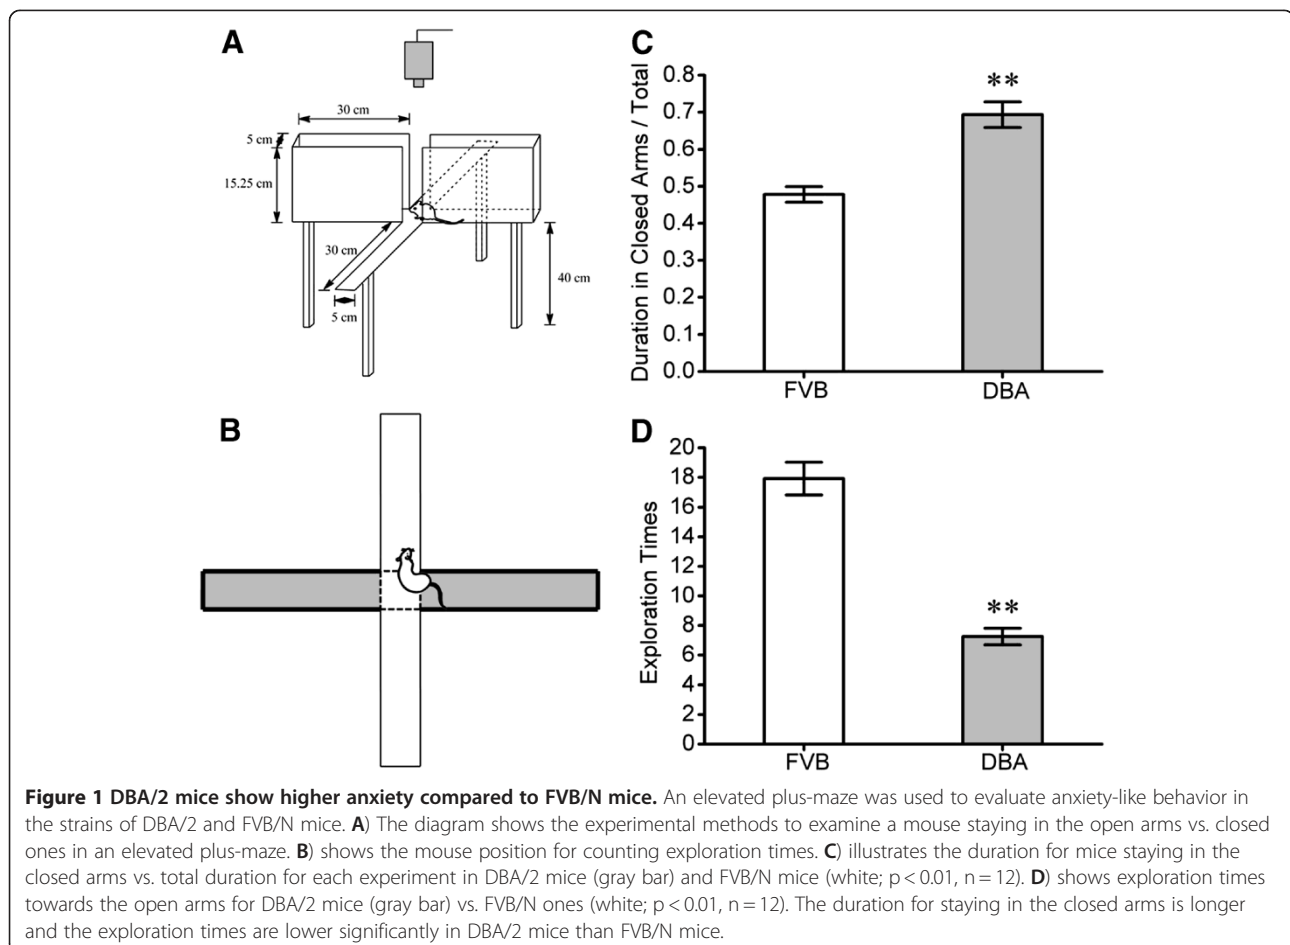 A
30 cm
5 cm
15.25 cm
30 cm
5 cm
40 cm
B
C
Duration in Closed Arms / Total
0.8
0.7
0.6
0.5
0.4
0.3
0.2
0.1
0.0
**
FVB
DBA
D
Exploration Times
20
18
16
14
12
10
8
6
4
2
0
**
FVB
DBA
Figure 1 DBA/2 mice show higher anxiety compared to FVB/N mice. An elevated plus-maze was used to evaluate anxiety-like behavior in
the strains of DBA/2 and FVB/N mice. A) The diagram shows the experimental methods to examine a mouse staying in the open arms vs. closed
ones in an elevated plus-maze. B) shows the mouse position for counting exploration times. C) illustrates the duration for mice staying in the
closed arms vs. total duration for each experiment in DBA/2 mice (gray bar) and FVB/N mice (white; p < 0.01, n = 12). D) shows exploration times
towards the open arms for DBA/2 mice (gray bar) vs. FVB/N ones (white; p < 0.01, n = 12). The duration for staying in the closed arms is longer
and the exploration times are lower significantly in DBA/2 mice than FVB/N mice.